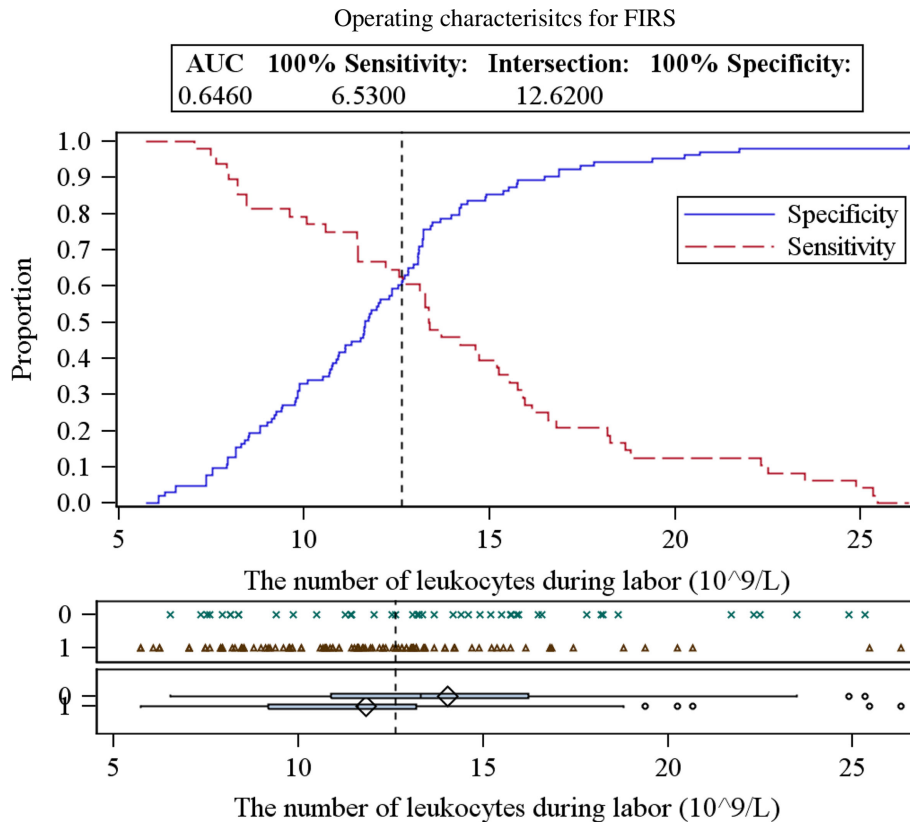 Operating characterisitcs for FIRS
AUC 100% Sensitivity: Intersection: 100% Specificity:
0.6460 6.5300 12.6200
1.0
0.9
0.8
0.7
0.6
0.5
0.4
0.3
0.2
0.1
0.0
Proportion
Specificity
Sensitivity
5 10 15 20 25
The number of leukocytes during labor (10^9/L)
0
1
0
1
5 10 15 20 25
The number of leukocytes during labor (10^9/L)